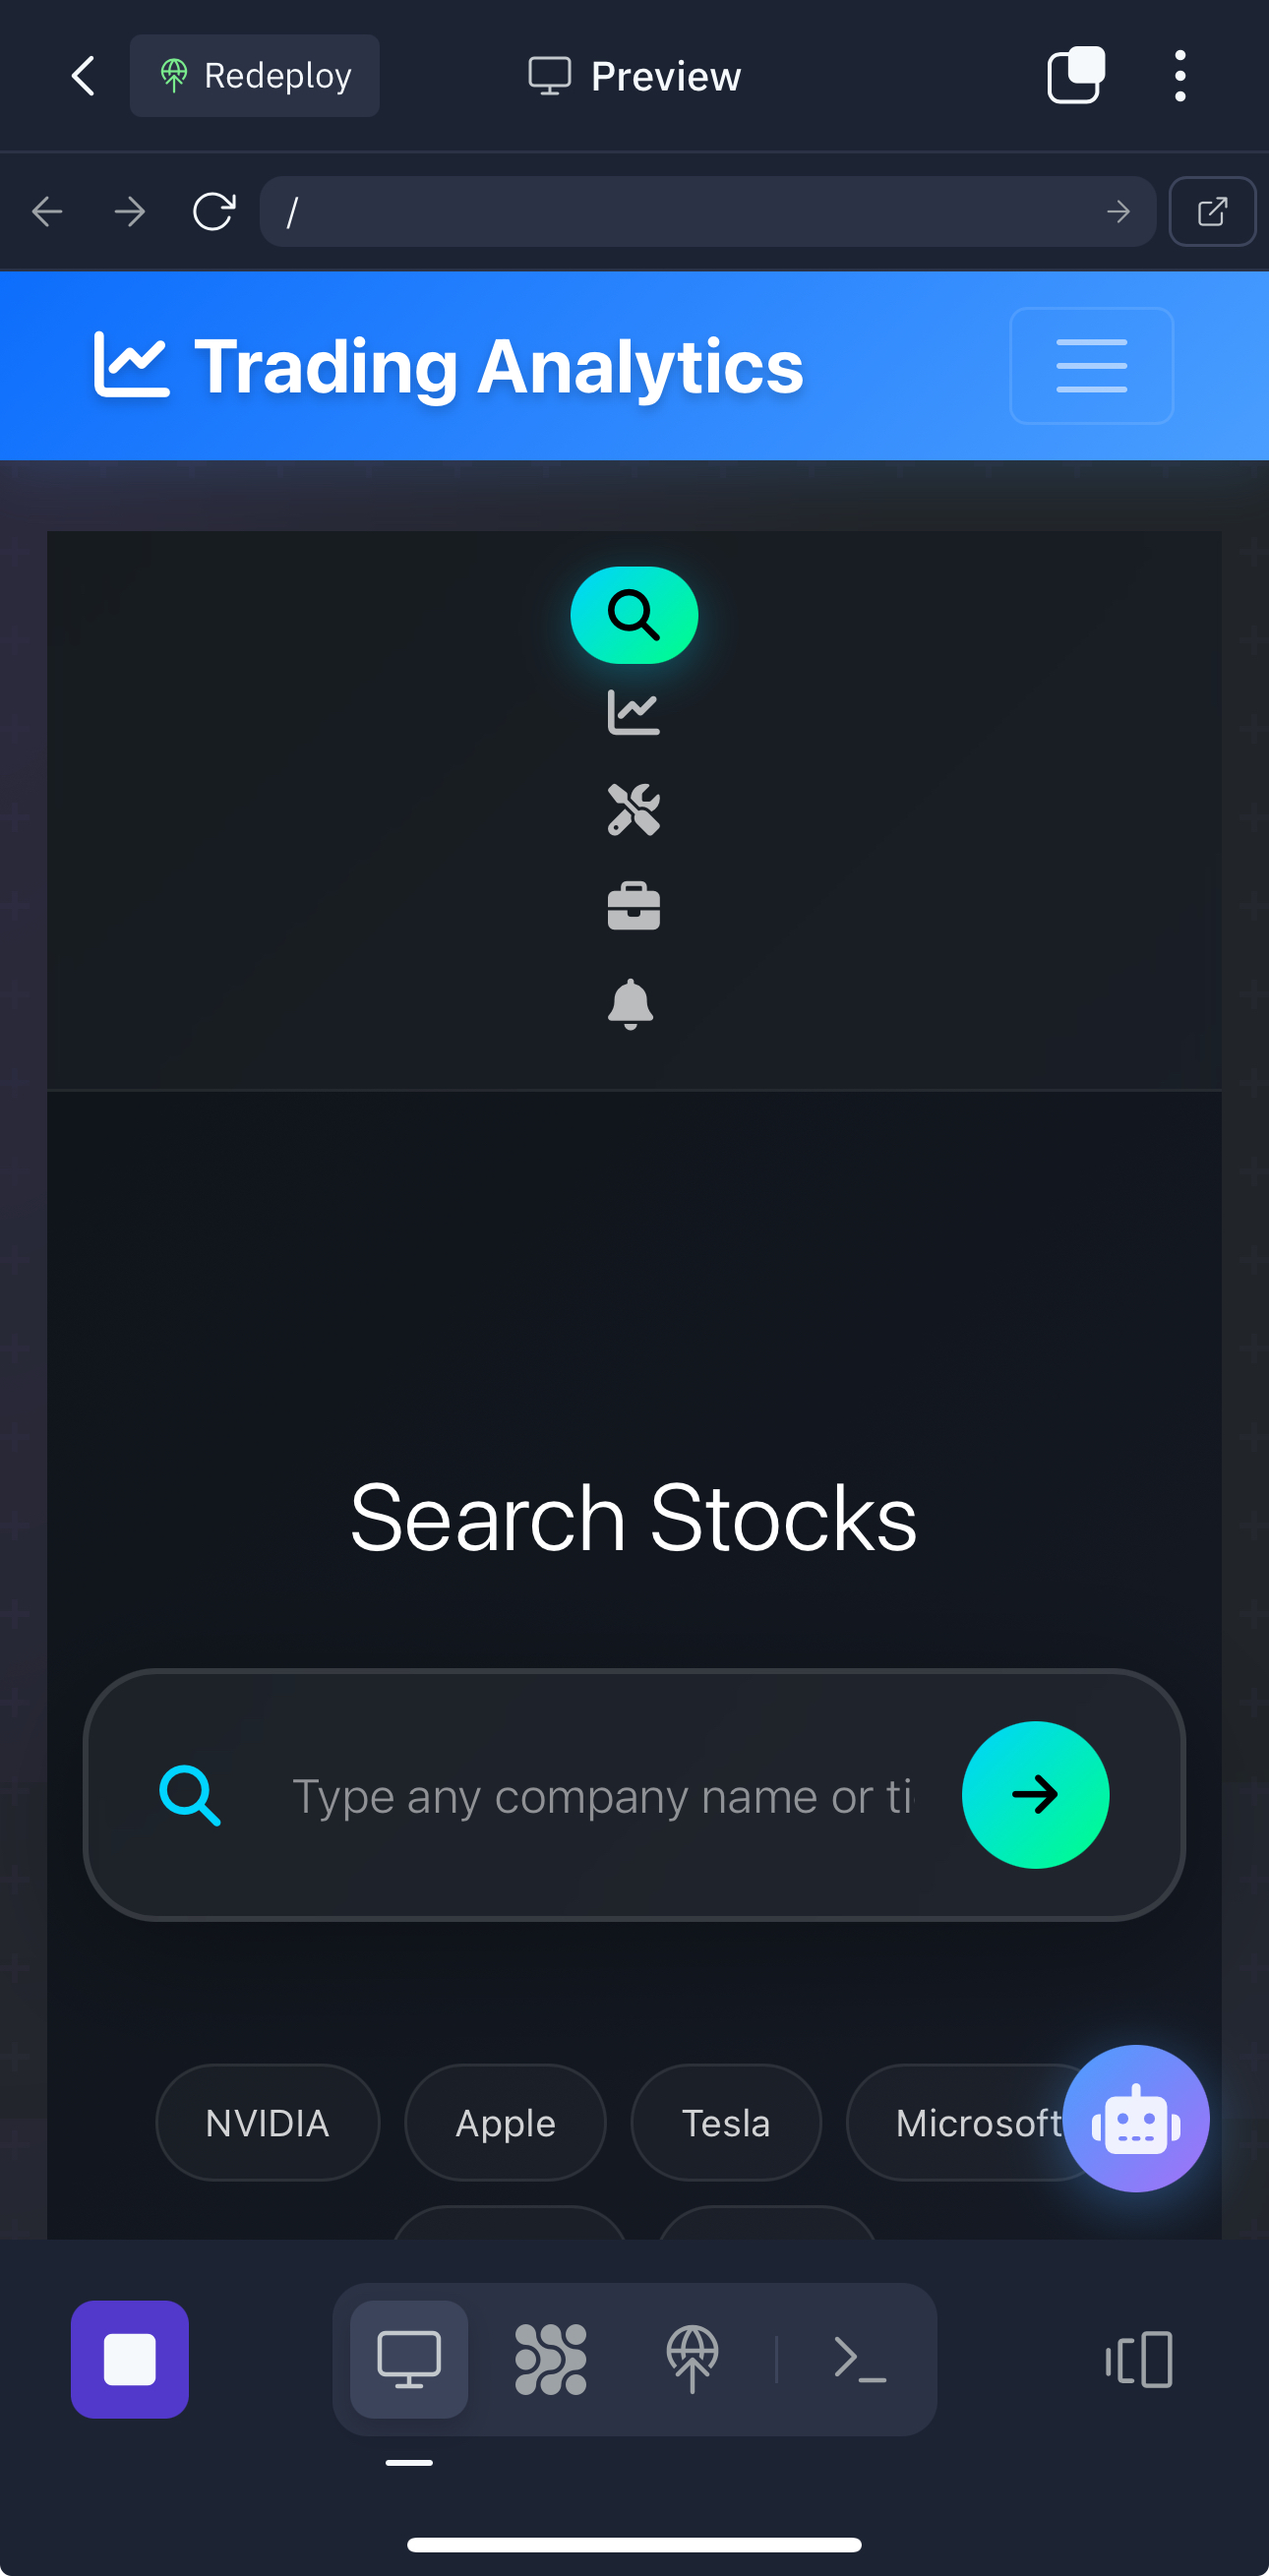 Redeploy
Preview
/
Trading Analytics
Search Stocks
Type any company name or ti
NVIDIA
Apple
Tesla
Microsoft